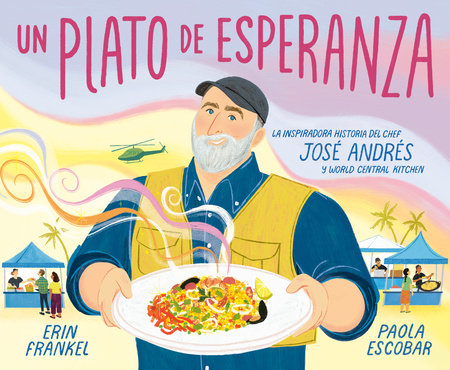 UN PLATO DE ESPERANZA
LA INSPIRADORA HISTORIA DEL CHEF
JOSÉ ANDRÉS
Y WORLD CENTRAL KITCHEN
ERIN
FRANKEL
PAOLA
ESCOBAR